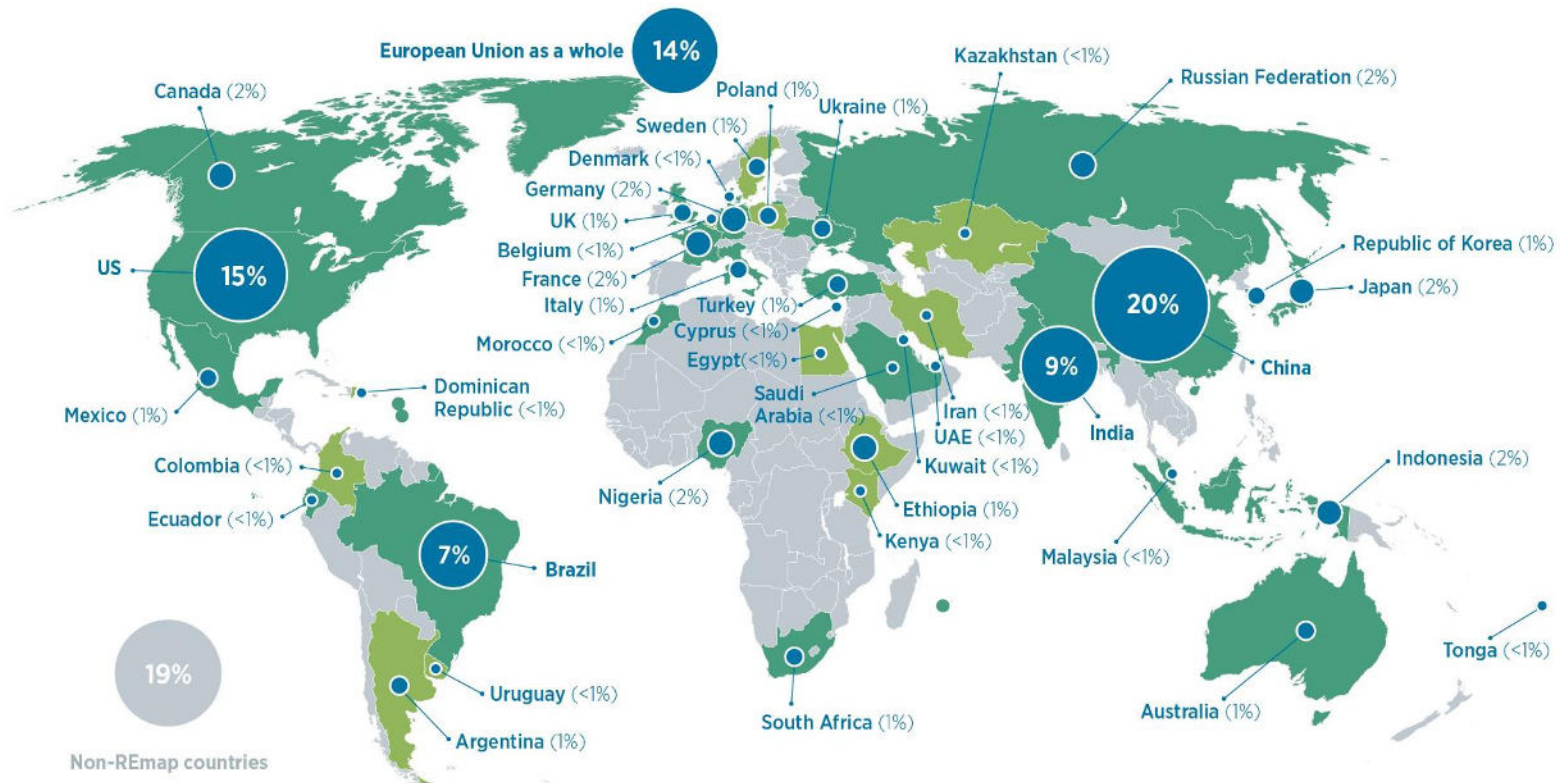 European Union as a whole
14%
Kazakhstan (<1%)
Russian Federation (2%)
Canada (2%)
Poland (1%)
Ukraine (1%)
Sweden (1%)
Denmark (<1%)
Germany (2%)
UK (1%)
Belgium (<1%)
France (2%)
Italy (1%)
US
15%
Republic of Korea (1%)
Japan (2%)
20%
China
Turkey (1%)
Cyprus (<1%)
Morocco (<1%)
Egypt(<1%)
9%
India
Saudi
Arabia (<1%)
Iran (<1%)
UAE (<1%)
Kuwait (<1%)
Mexico (1%)
Dominican
Republic (<1%)
Colombia (<1%)
Ecuador (<1%)
Nigeria (2%)
Ethiopia (1%)
Kenya (<1%)
Indonesia (2%)
Malaysia (<1%)
7%
Brazil
Tonga (<1%)
19%
Non-REmap countries
Uruguay (<1%)
Argentina (1%)
South Africa (1%)
Australia (1%)